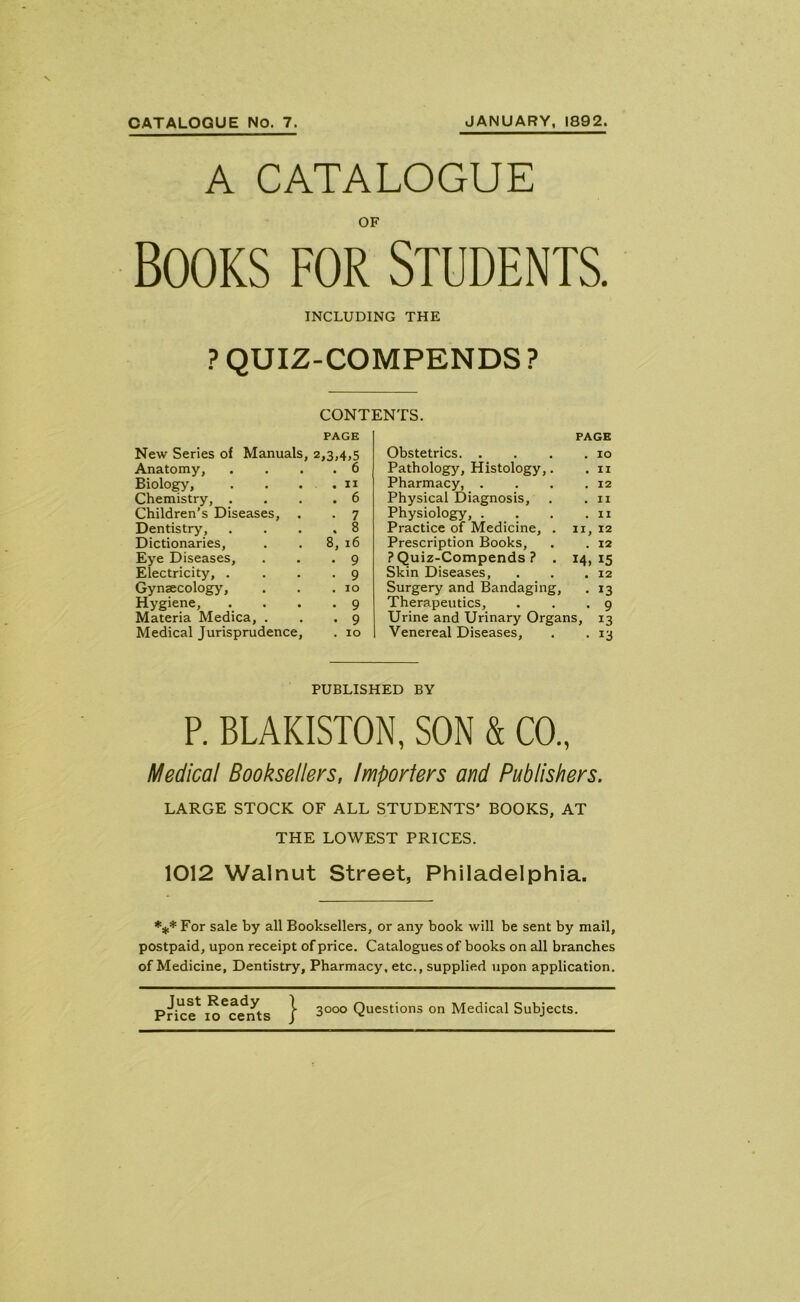 CATALOGUE No. 7. JANUARY, 1892.
A CATALOGUE
OF
BOOKS FOR STUDENTS.
INCLUDING THE
? QUIZ-COMPENDS ?
CONTENTS.
PAGE
New Series of Manuals, 2,3,4,5
Anatomy, . . . . 6
Biology, . . . . 11
Chemistry, . . . . 6
Children's Diseases, . . 7
Dentistry, . . . . 8
Dictionaries, . . 8, 16
Eye Diseases, . . . 9
Electricity, . . . . 9
Gynæcology, . . . 10
Hygiene, . . . . 9
Materia Medica, . . . 9
Medical Jurisprudence, . 10
PAGE
Obstetrics. . . . . 10
Pathology, Histology, . . 11
Pharmacy, . . . . 12
Physical Diagnosis, . . 11
Physiology, . . . . 11
Practice of Medicine, . 11, 12
Prescription Books, . . 12
? Quiz-Compends ? . 14, 15
Skin Diseases, . . . 12
Surgery and Bandaging, . 13
Therapeutics, . . . 9
Urine and Urinary Organs, 13
Venereal Diseases, . . 13
PUBLISHED BY
P. BLAKISTON, SON & CO.,
Medical Booksellers, Importers and Publishers.
LARGE STOCK OF ALL STUDENTS' BOOKS, AT
THE LOWEST PRICES.
1012 Walnut Street, Philadelphia.
*** For sale by all Booksellers, or any book will be sent by mail,
postpaid, upon receipt of price. Catalogues of books on all branches
of Medicine, Dentistry, Pharmacy, etc., supplied upon application.
Just Ready
Price 10 cents } 3000 Questions on Medical Subjects.